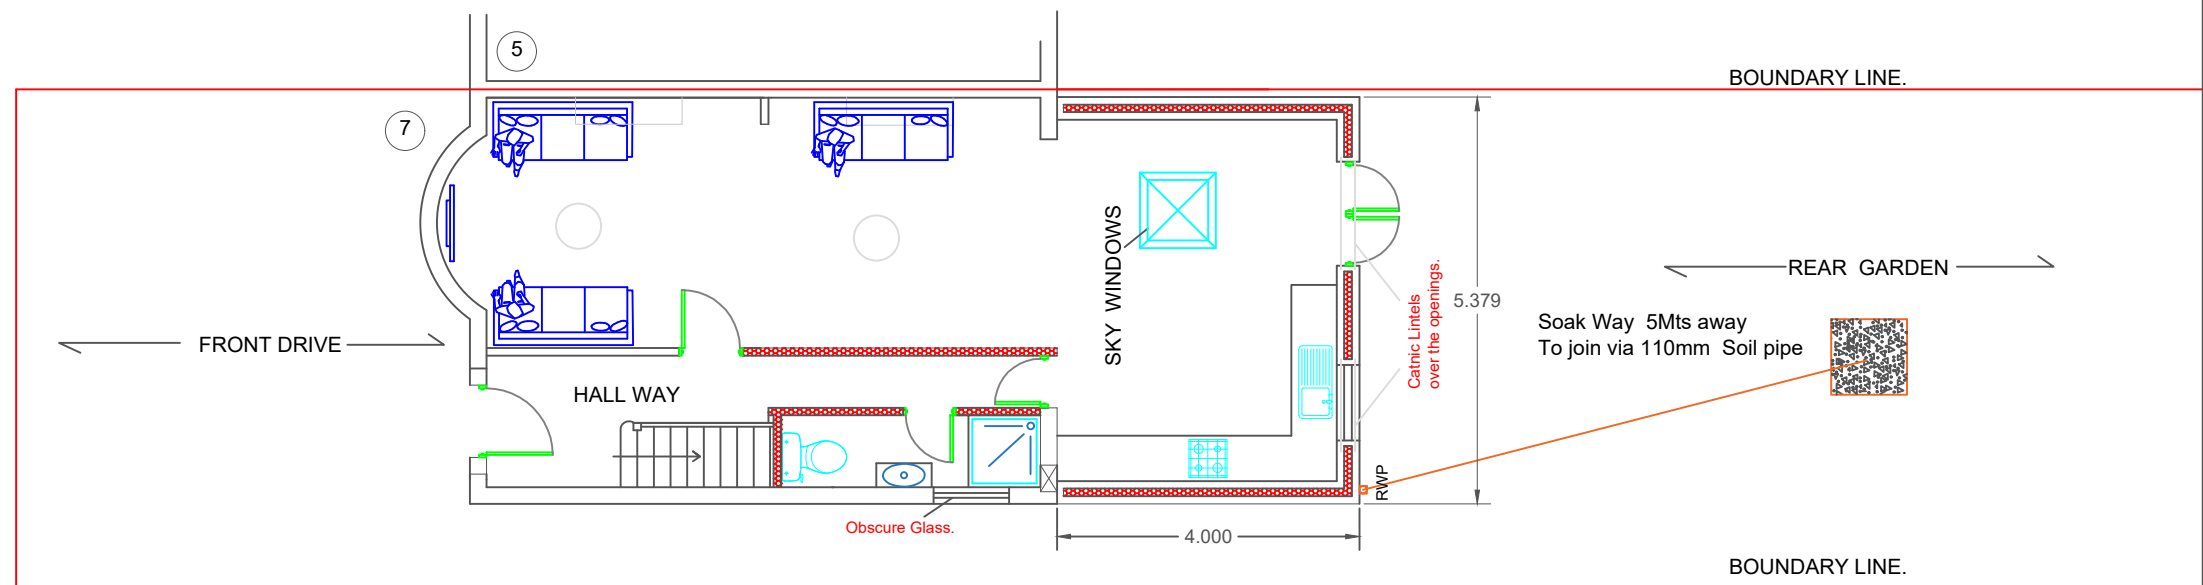 5
BOUNDARY LINE.
7
SKY WINDOWS
REAR GARDEN
Catnic Lintels
over the openings.
5.379
Soak Way 5Mts away
To join via 110mm Soil pipe
FRONT DRIVE
HALL WAY
RWP
Obscure Glass.
4.000
BOUNDARY LINE.